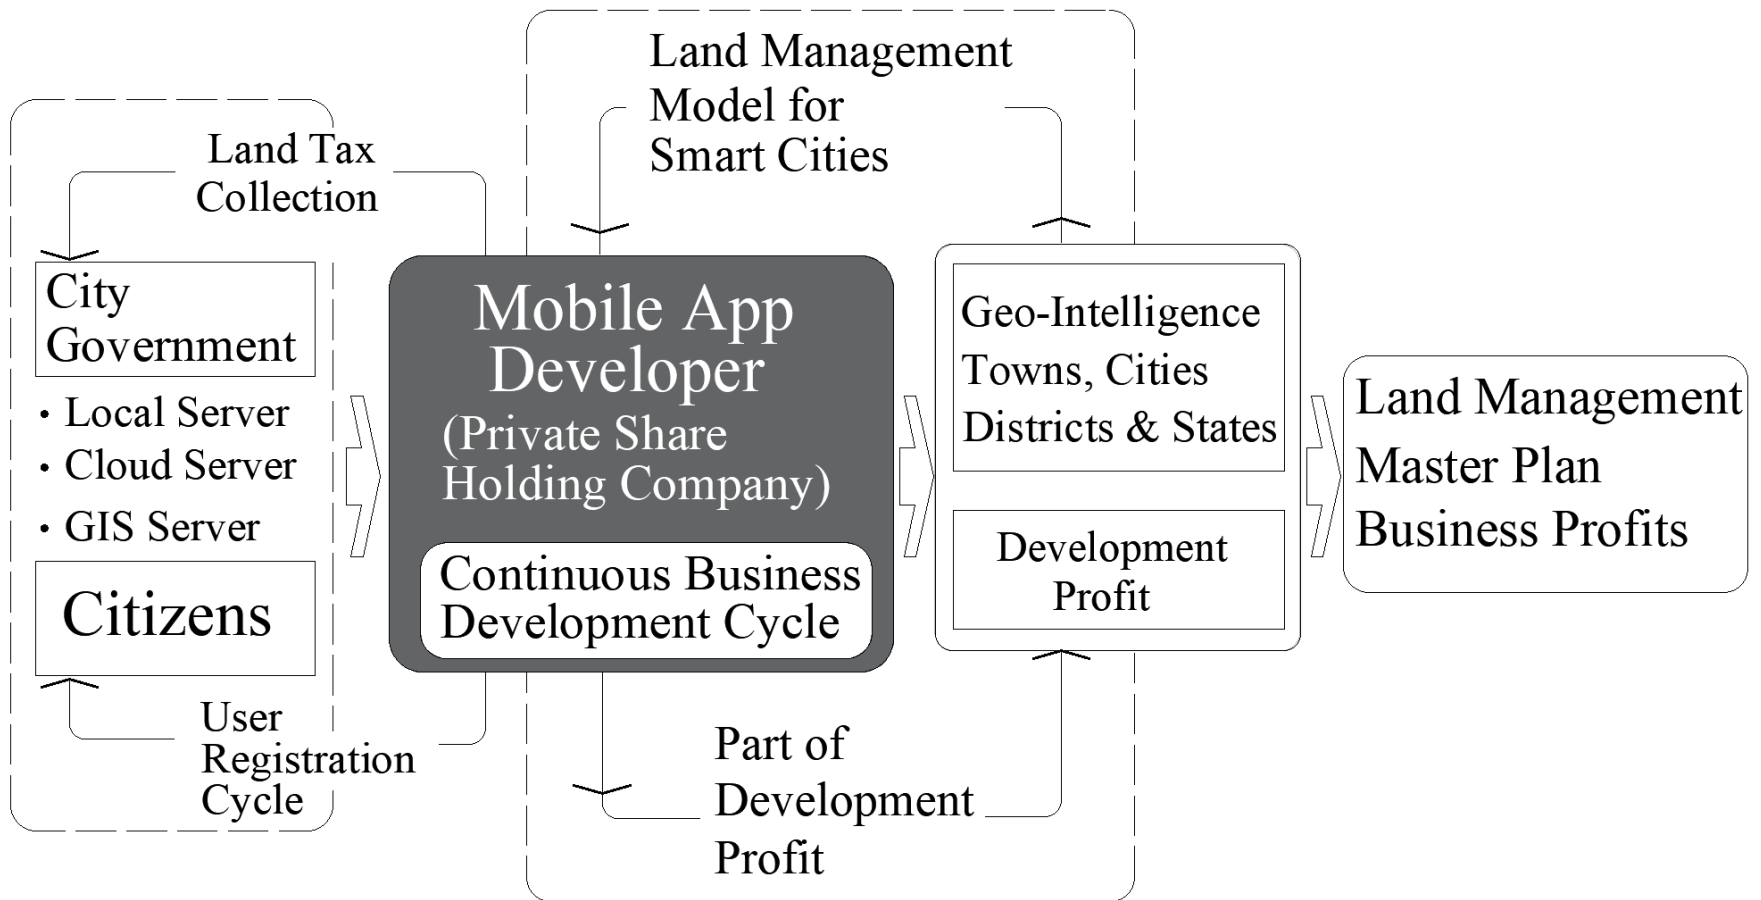 Land Management
Model for
Smart Cities
Land Tax
Collection
City
Government
· Local Server
· Cloud Server
· GIS Server
Citizens
User
Registration
Cycle
Mobile App
Developer
(Private Share
Holding Company)
Continuous Business
Development Cycle
Part of
Development
Profit
Geo-Intelligence
Towns, Cities
Districts & States
Development
Profit
Land Management
Master Plan
Business Profits